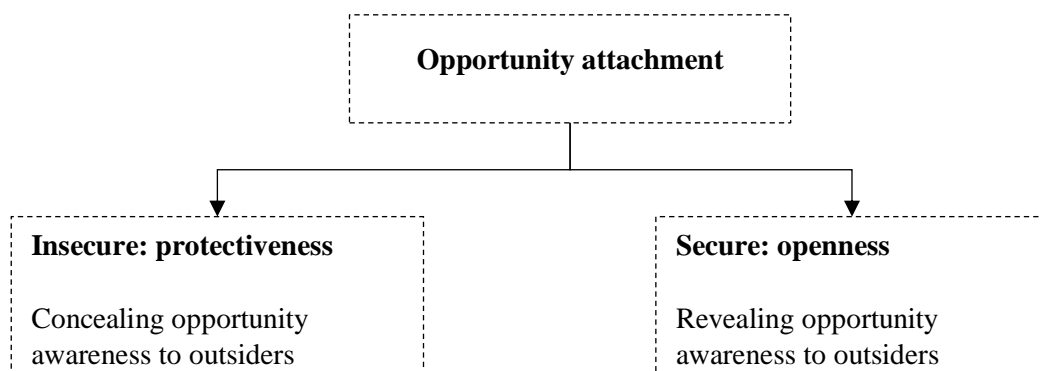 Opportunity attachment
Insecure: protectiveness
Concealing opportunity
awareness to outsiders
Secure: openness
Revealing opportunity
awareness to outsiders